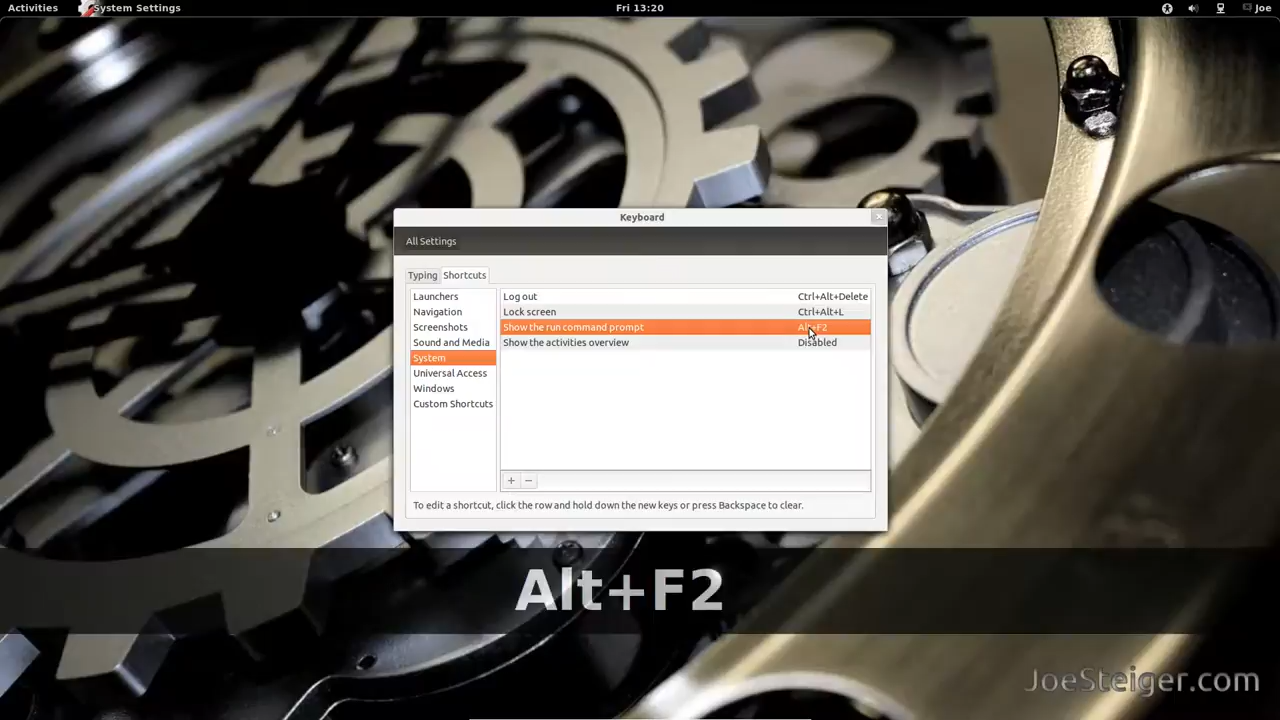 Activities System Settings Fri 13:20 Joe
Keyboard
All Settings
Typing Shortcuts
Launchers
Navigation
Screenshots
Sound and Media
System
Universal Access
Windows
Custom Shortcuts
Log out Ctrl+Alt+Delete
Lock screen Ctrl+Alt+L
Show the run command prompt Alt+F2
Show the activities overview Disabled
To edit a shortcut, click the row and hold down the new keys or press Backspace to clear.
Alt+F2
JoeSteiger.com